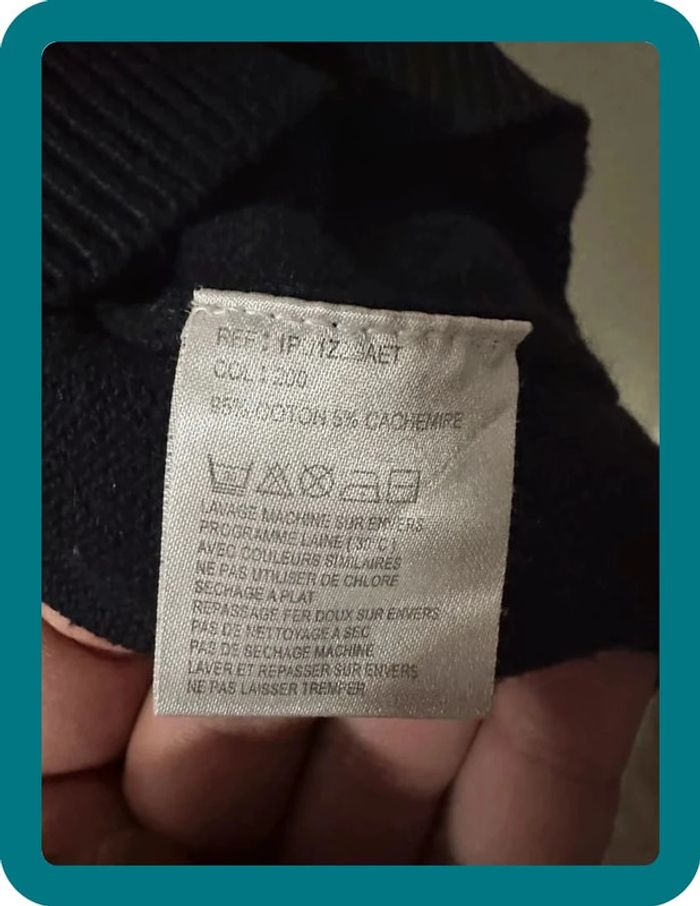 REF :
COL : 200
95% COTON 5% CACHEMIRE
LAVAGE MACHINE SUR ENVERS
PROGRAMME LAINE ( 30°C )
AVEC COULEURS SIMILAIRES
NE PAS UTILISER DE CHLORE
SECHAGE A PLAT
REPASSAGE FER DOUX SUR ENVERS
PAS DE NETTOYAGE A SEC
PAS DE SECHAGE MACHINE
LAVER ET REPASSER SUR ENVERS
NE PAS LAISSER TREMPER